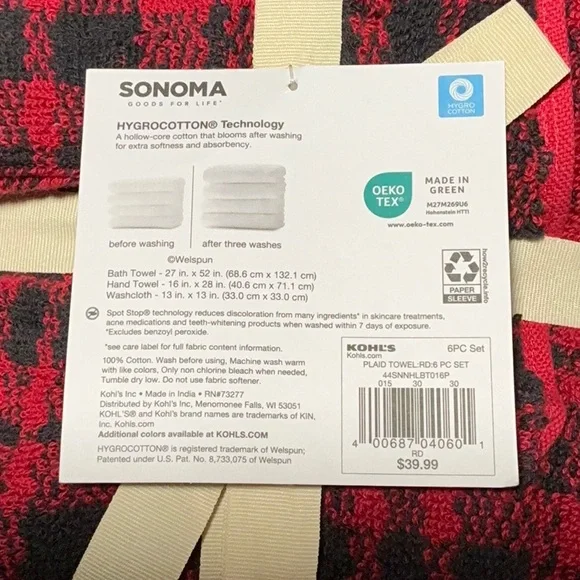 SONOMA
GOODS FOR LIFE®
HYGRO
COTTON
HYGROCOTTON® Technology
A hollow-core cotton that blooms after washing
for extra softness and absorbency.
before washing
after three washes
©Welspun
OEKO
TEX®
MADE IN
GREEN
M27M269U6
Hohenstein HTTI
www.oeko-tex.com
Bath Towel - 27 in. x 52 in. (68.6 cm x 132.1 cm)
Hand Towel - 16 in. x 28 in. (40.6 cm x 71.1 cm)
Washcloth - 13 in. x 13 in. (33.0 cm x 33.0 cm)
PAPER
SLEEVE
how2recycle.info
Spot Stop® technology reduces discoloration from many ingredients* in skincare treatments,
acne medications and teeth-whitening products when washed within 7 days of exposure.
*Excludes benzoyl peroxide.
*see care label for full fabric content information.
100% Cotton. Wash before using, Machine wash warm
with like colors, Only non chlorine bleach when needed,
Tumble dry low. Do not use fabric softener.
Kohl's Inc • Made in India • RN#73277
Distributed by Kohl's Inc, Menomonee Falls, WI 53051
KOHL'S® and Kohl's brand names are trademarks of KIN,
Inc. Kohls.com
Additional colors available at KOHLS.COM
HYGROCOTTON® is registered trademark of Welspun;
Patented under U.S. Pat. No. 8,733,075 of Welspun
KOHL'S 6PC Set
Kohls.com
PLAID TOWEL:RD:6 PC SET
44SNNHLBT016P
015 30 30
4 00687 04060 1
RD
$39.99